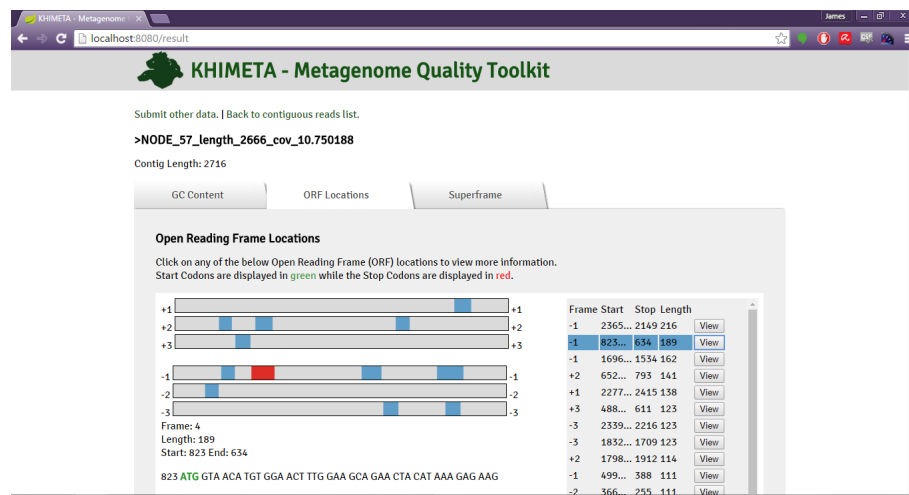 KHIMETA - Metagenome
James
localhost:8080/result
KHIMETA - Metagenome Quality Toolkit
Submit other data. | Back to contiguous reads list.
>NODE_57_length_2666_cov_10.750188
Contig Length: 2716
GC Content ORF Locations Superframe
Open Reading Frame Locations
Click on any of the below Open Reading Frame (ORF) locations to view more information.
Start Codons are displayed in green while the Stop Codons are displayed in red.
+1 +1
+2 +2
+3 +3
-1 -1
-2 -2
-3 -3
Frame: 4
Length: 189
Start: 823 End: 634
823 ATG GTA ACA TGT GGA ACT TTG GAA GCA GAA CTA CAT AAA GAG AAG
Frame Start Stop Length
-1 2365... 2149 216 View
-1 823... 634 189 View
-1 1696... 1534 162 View
+2 652... 793 141 View
+1 2277... 2415 138 View
+3 488... 611 123 View
-3 2339... 2216 123 View
-3 1832... 1709 123 View
+2 1798... 1912 114 View
-1 499... 388 111 View
-2 366... 255 111 View